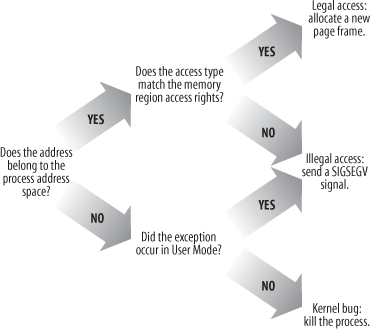 Legal access:
allocate a new
page frame.
YES
Does the access type
match the memory
region access rights?
YES
NO
Does the address
belong to the
process address
space?
Illegal access:
send a SIGSEGV
signal.
NO
YES
Did the exception
occur in User Mode?
NO
Kernel bug:
kill the process.